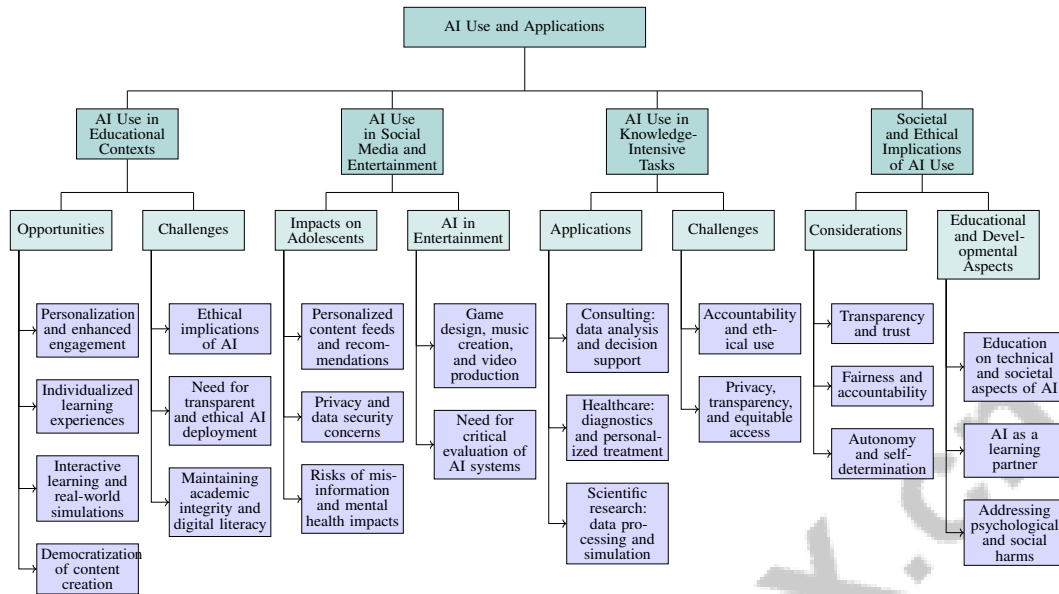 AI Use and Applications
AI Use in
Educational
Contexts
AI Use
in Social
Media and
Entertainment
AI Use in
Knowledge-
Intensive
Tasks
Societal
and Ethical
Implications
of AI Use
Opportunities
Challenges
Impacts on
Adolescents
AI in
Entertainment
Applications
Challenges
Considerations
Educational
and Devel-
opmental
Aspects
Personalization
and enhanced
engagement
Individualized
learning
experiences
Interactive
learning and
real-world
simulations
Democratization
of content
creation
Ethical
implications
of AI
Need for
transparent
and ethical AI
deployment
Maintaining
academic
integrity and
digital literacy
Personalized
content feeds
and recom-
mendations
Privacy and
data security
concerns
Risks of mis-
information
and mental
health impacts
Game
design, music
creation,
and video
production
Need for
critical
evaluation of
AI systems
Consulting:
data analysis
and decision
support
Healthcare:
diagnostics
and personal-
ized treatment
Scientific
research:
data pro-
cessing and
simulation
Accountability
and eth-
ical use
Privacy,
transparency,
and equitable
access
Transparency
and trust
Fairness and
accountability
Autonomy
and self-
determination
Education
on technical
and societal
aspects of AI
AI as a
learning
partner
Addressing
psychological
and social
harms